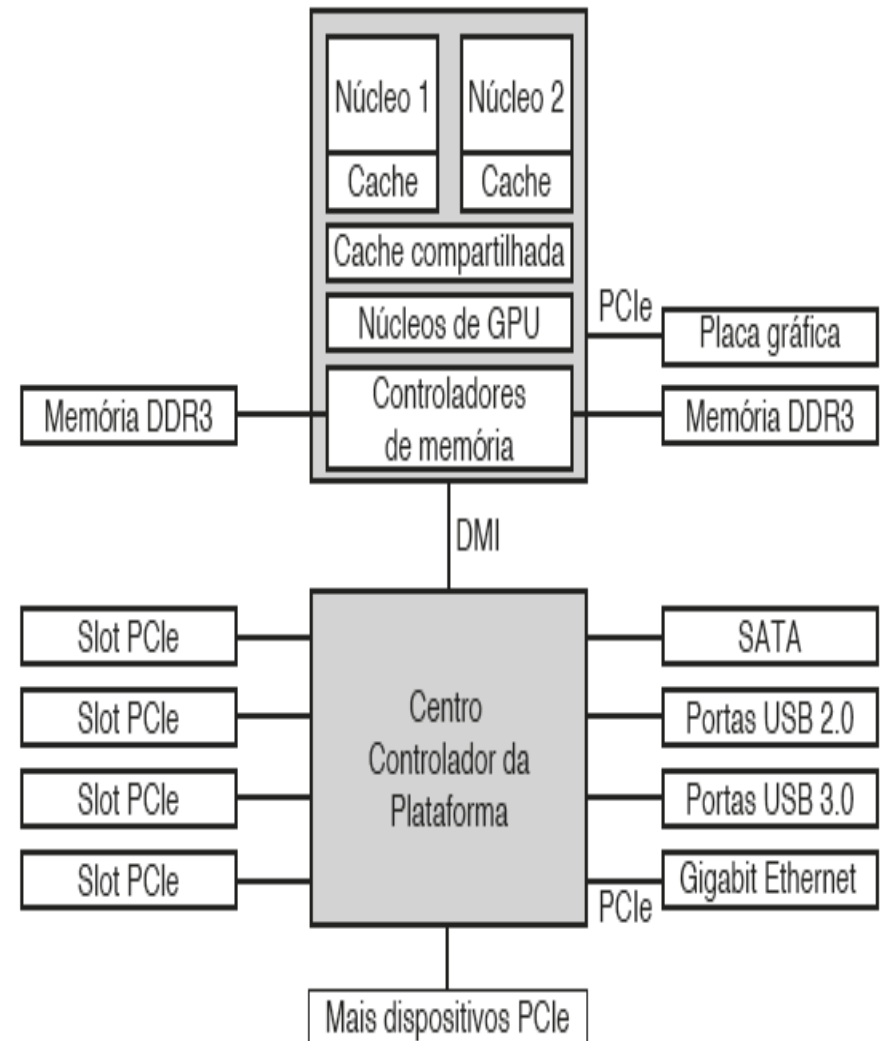 Núcleo 1
Núcleo 2
Cache
Cache
Cache compartilhada
Núcleos de GPU
PCIe
Placa gráfica
Memória DDR3
Controladores
de memória
Memória DDR3
DMI
Slot PCIe
SATA
Slot PCIe
Centro
Controlador da
Plataforma
Portas USB 2.0
Slot PCIe
Portas USB 3.0
Slot PCIe
Gigabit Ethernet
PCIe
Mais dispositivos PCIe